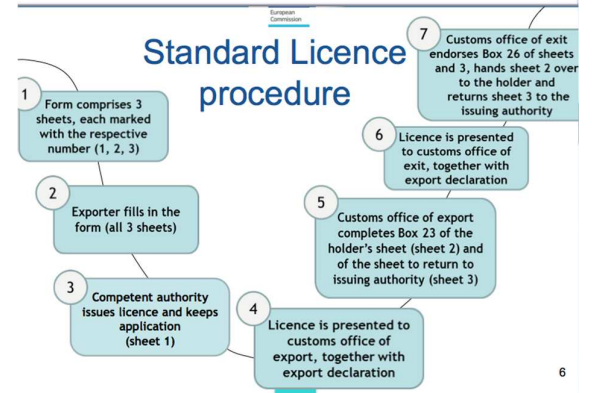 European
Commission
Standard Licence
procedure
1
Form comprises 3
sheets, each marked
with the respective
number (1, 2, 3)
2
Exporter fills in the
form (all 3 sheets)
3
Competent authority
issues licence and keeps
application
(sheet 1)
4
Licence is presented to
customs office of
export, together with
export declaration
5
Customs office of export
completes Box 23 of the
holder's sheet (sheet 2) and
of the sheet to return to
issuing authority (sheet 3)
6
Licence is presented
to customs office of
exit, together with
export declaration
7
Customs office of exit
endorses Box 26 of sheets
and 3, hands sheet 2 over
to the holder and
returns sheet 3 to the
issuing authority
6